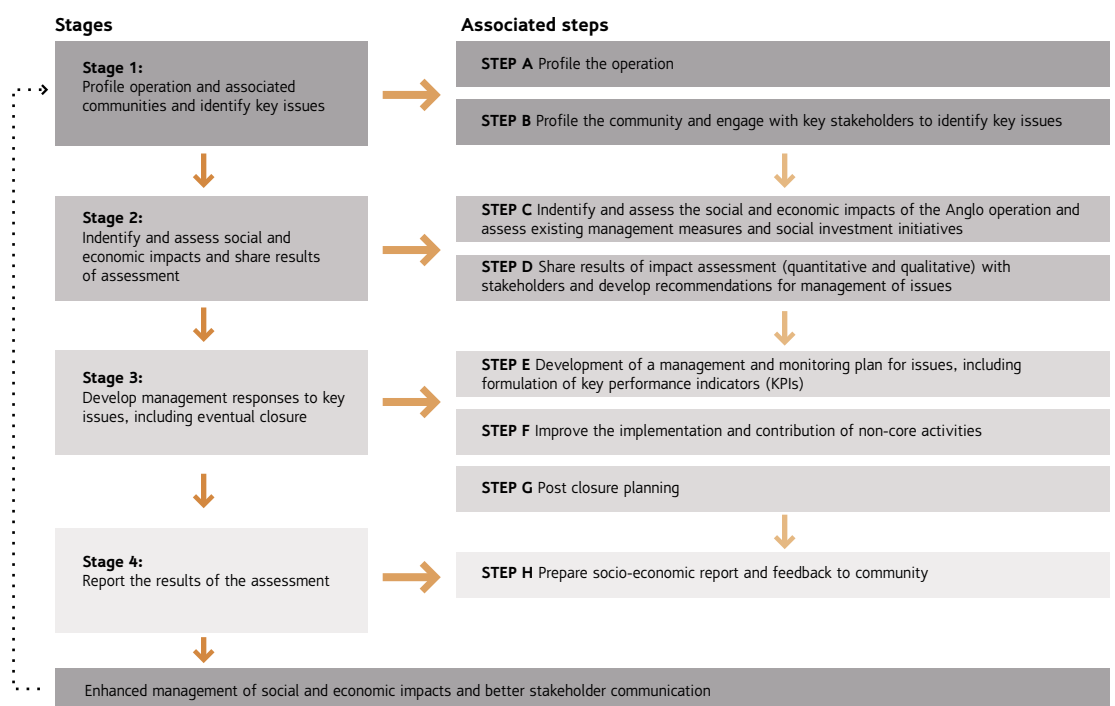 Stages
Associated steps
Stage 1:
Profile operation and associated
communities and identify key issues
STEP A Profile the operation
STEP B Profile the community and engage with key stakeholders to identify key issues
Stage 2:
Indentify and assess social and
economic impacts and share results
of assessment
STEP C Indentify and assess the social and economic impacts of the Anglo operation and
assess existing management measures and social investment initiatives
STEP D Share results of impact assessment (quantitative and qualitative) with
stakeholders and develop recommendations for management of issues
Stage 3:
Develop management responses to key
issues, including eventual closure
STEP E Development of a management and monitoring plan for issues, including
formulation of key performance indicators (KPIs)
STEP F Improve the implementation and contribution of non-core activities
STEP G Post closure planning
Stage 4:
Report the results of the assessment
STEP H Prepare socio-economic report and feedback to community
Enhanced management of social and economic impacts and better stakeholder communication